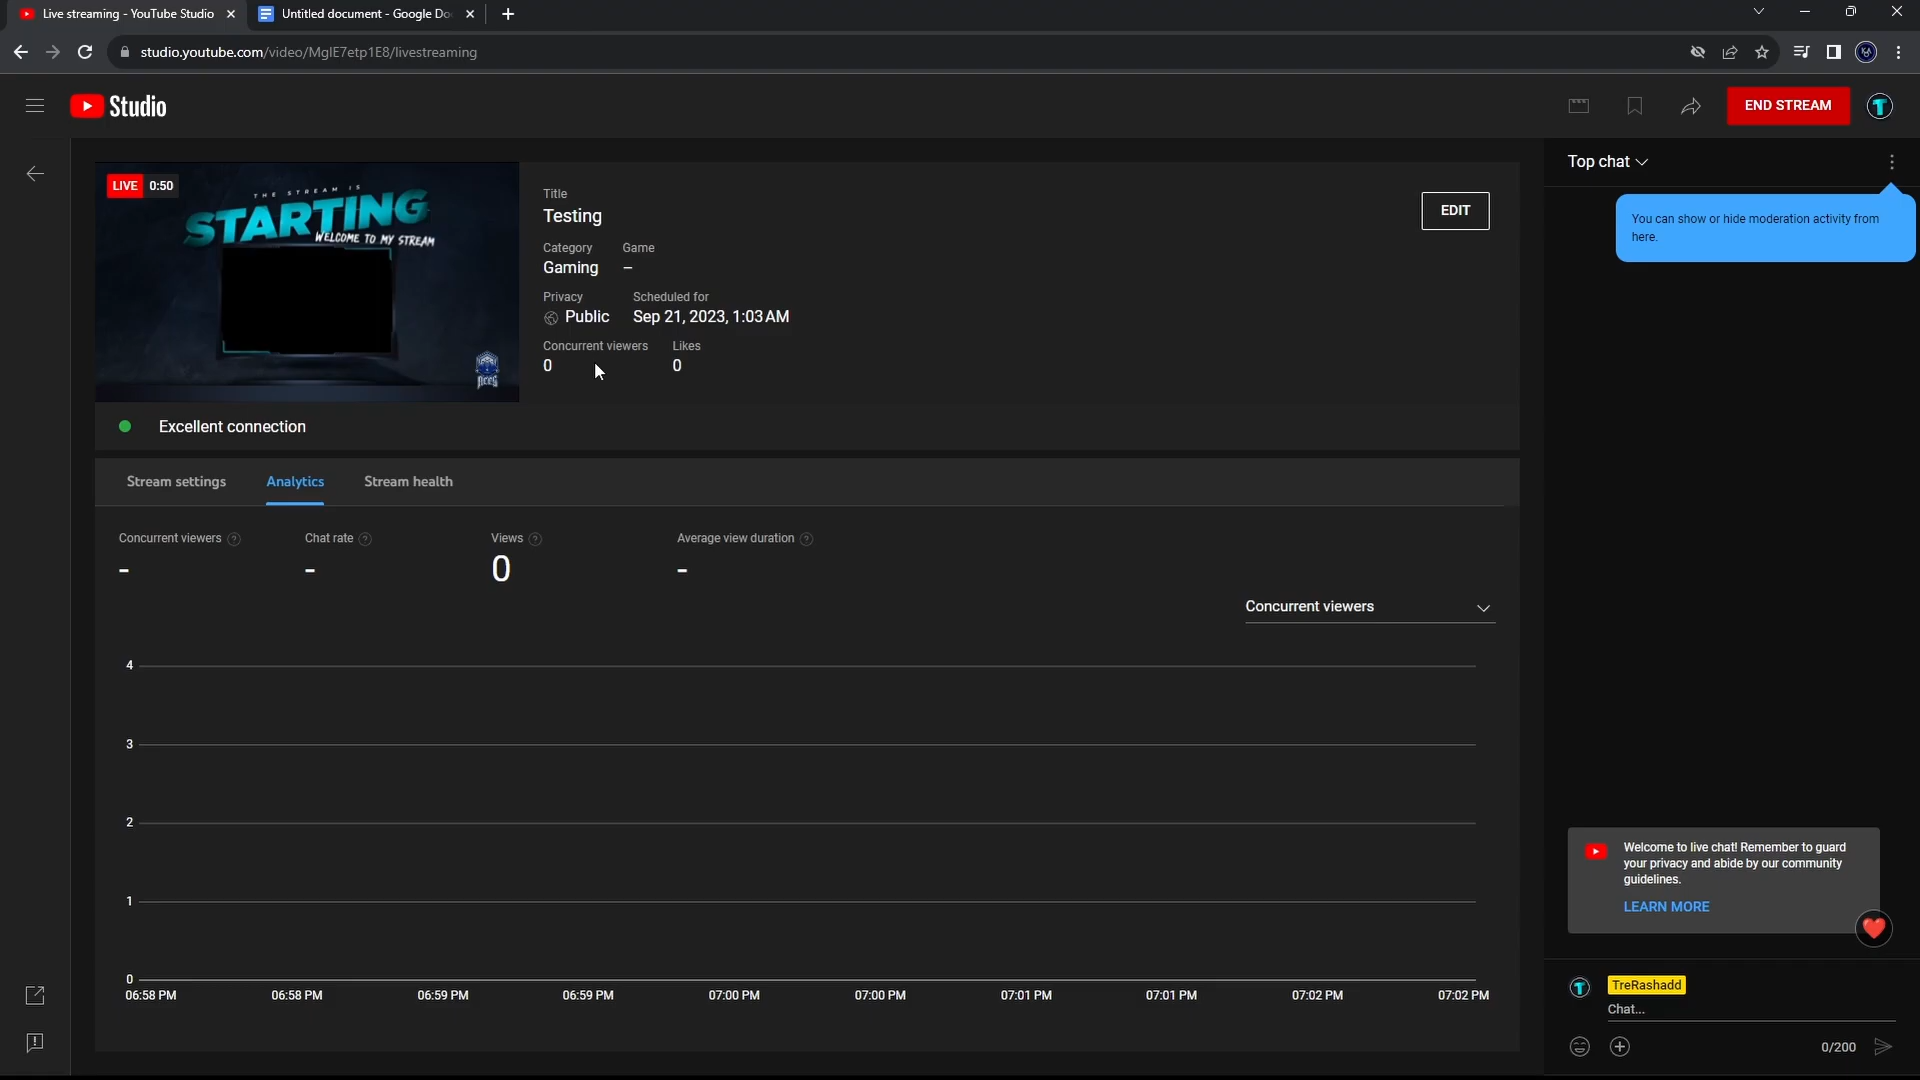 Live streaming - YouTube Studio
Untitled document - Google Do
studio.youtube.com/video/MglE7etp1E8/livestreaming
Studio
END STREAM
LIVE 0:50
THE STREAM IS
STARTING
WELCOME TO MY STREAM
ACES
Title
Testing
EDIT
Category Game
Gaming –
Privacy Scheduled for
Public Sep 21, 2023, 1:03 AM
Concurrent viewers Likes
0 0
Excellent connection
Stream settings Analytics Stream health
Concurrent viewers Chat rate Views Average view duration
- - 0 -
Concurrent viewers
4
3
2
1
0
06:58 PM 06:58 PM 06:59 PM 06:59 PM 07:00 PM 07:00 PM 07:01 PM 07:01 PM 07:02 PM 07:02 PM
Top chat
You can show or hide moderation activity from
here.
Welcome to live chat! Remember to guard
your privacy and abide by our community
guidelines.
LEARN MORE
T TreRashadd
Chat...
0/200